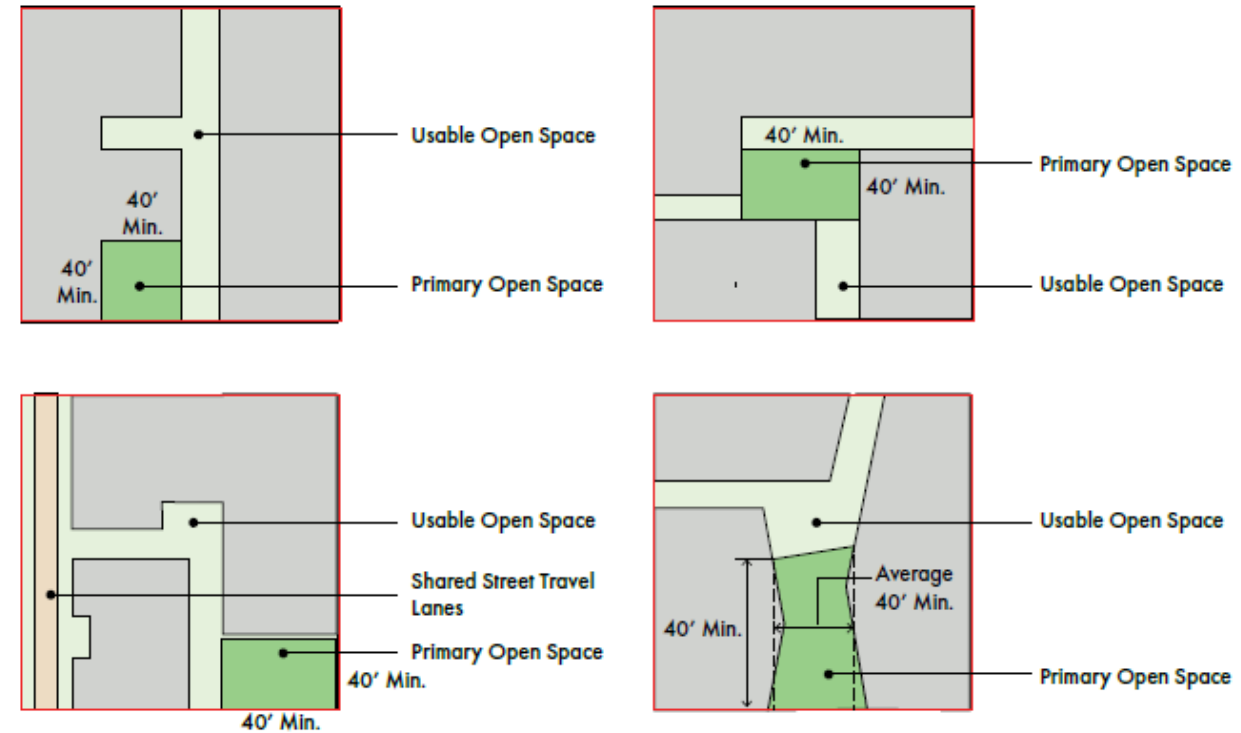 Usable Open Space
40’
Min.
40’
Min.
Primary Open Space
40’ Min.
Primary Open Space
40’ Min.
Usable Open Space
Usable Open Space
Shared Street Travel
Lanes
Primary Open Space
40’ Min.
40’ Min.
Usable Open Space
Average
40’ Min.
40’ Min.
Primary Open Space